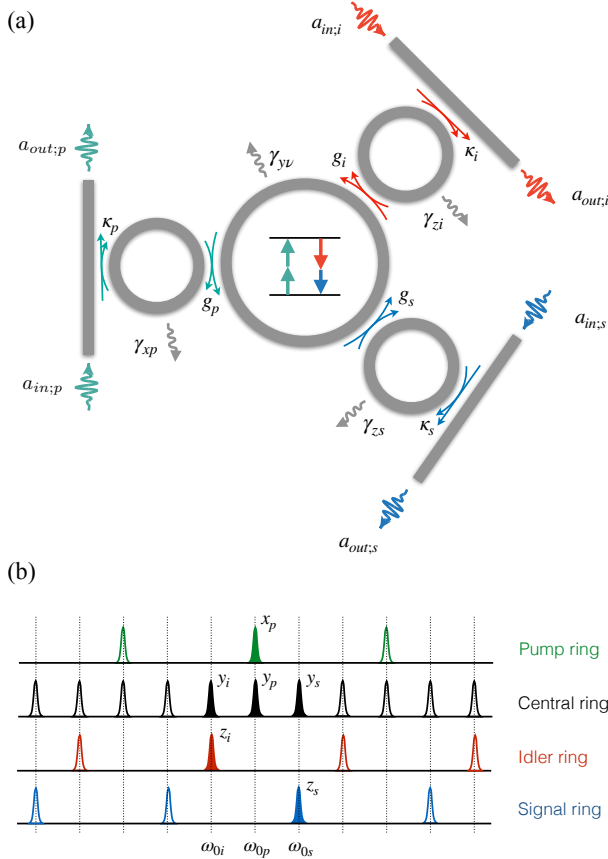 (a)
a_{in;i}
κ_i
a_{out;p}
g_i
γ_{yν}
γ_{zi}
a_{out;i}
κ_p
g_p
g_s
a_{in;s}
γ_{xp}
a_{in;p}
γ_{zs}
κ_s
a_{out;s}
(b)
x_p
Pump ring
y_i y_p y_s
Central ring
z_i
Idler ring
z_s
Signal ring
ω_{0i} ω_{0p} ω_{0s}